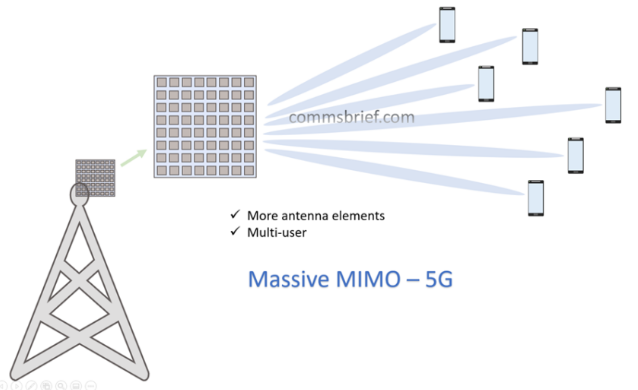 commsbrief.com
✓ More antenna elements
✓ Multi-user
Massive MIMO – 5G